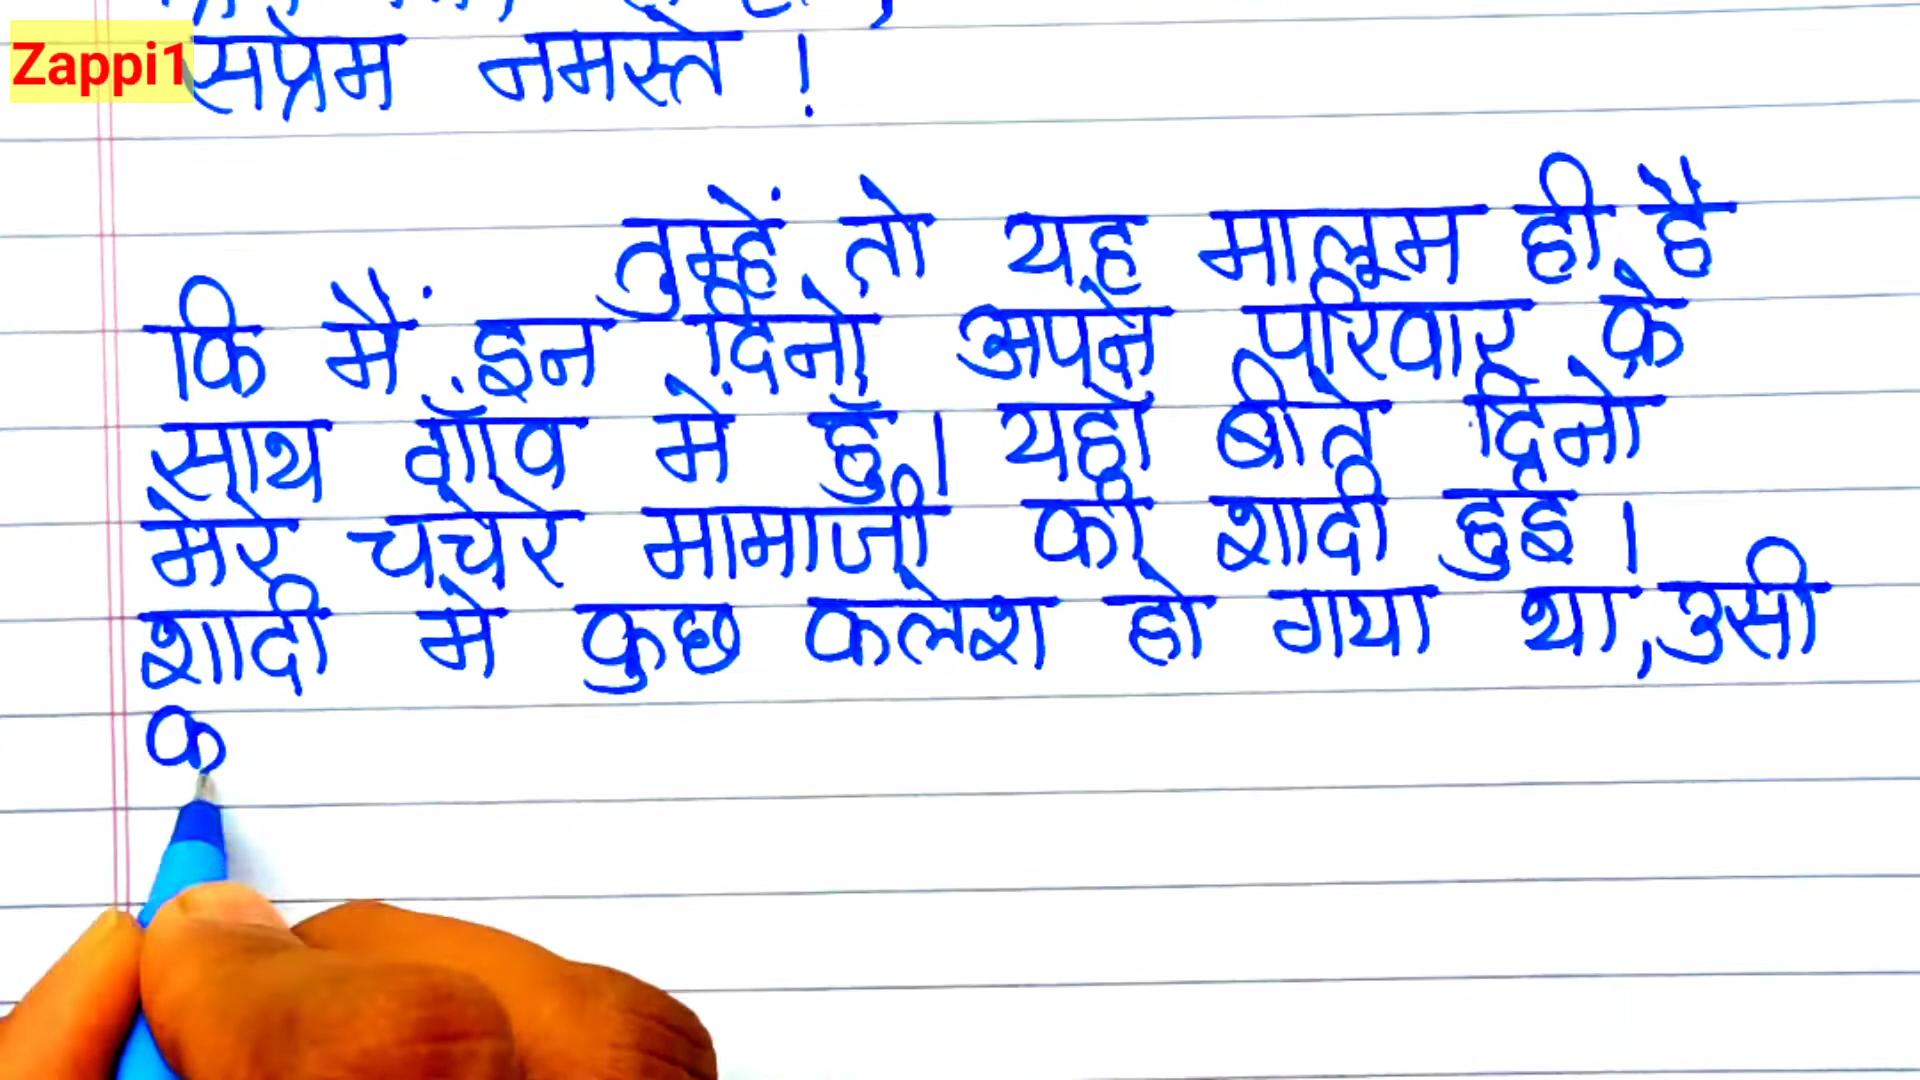 Zappi1
सप्रेम नमस्ते !
तुम्हें तो यह मालूम ही है
कि मैं इन दिनों अपने परिवार के
साथ गाँव में हूँ। यहाँ बीते दिनो
मेरे चचेरे मामाजी की शादी हुई ।
शादी मे कुछ कलेश हो गया था, उसी
क